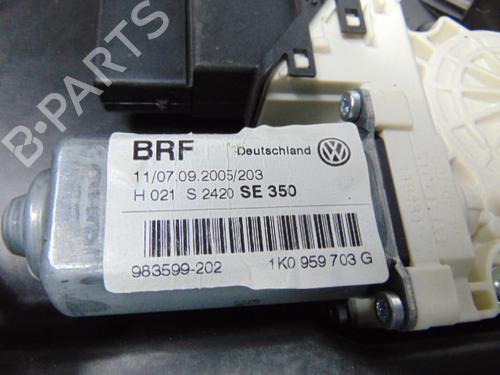 B-PARTS
BRF Deutschland
11/07.09.2005/203
H 021 S 2420 SE 350
983599-202 1K0 959 703 G